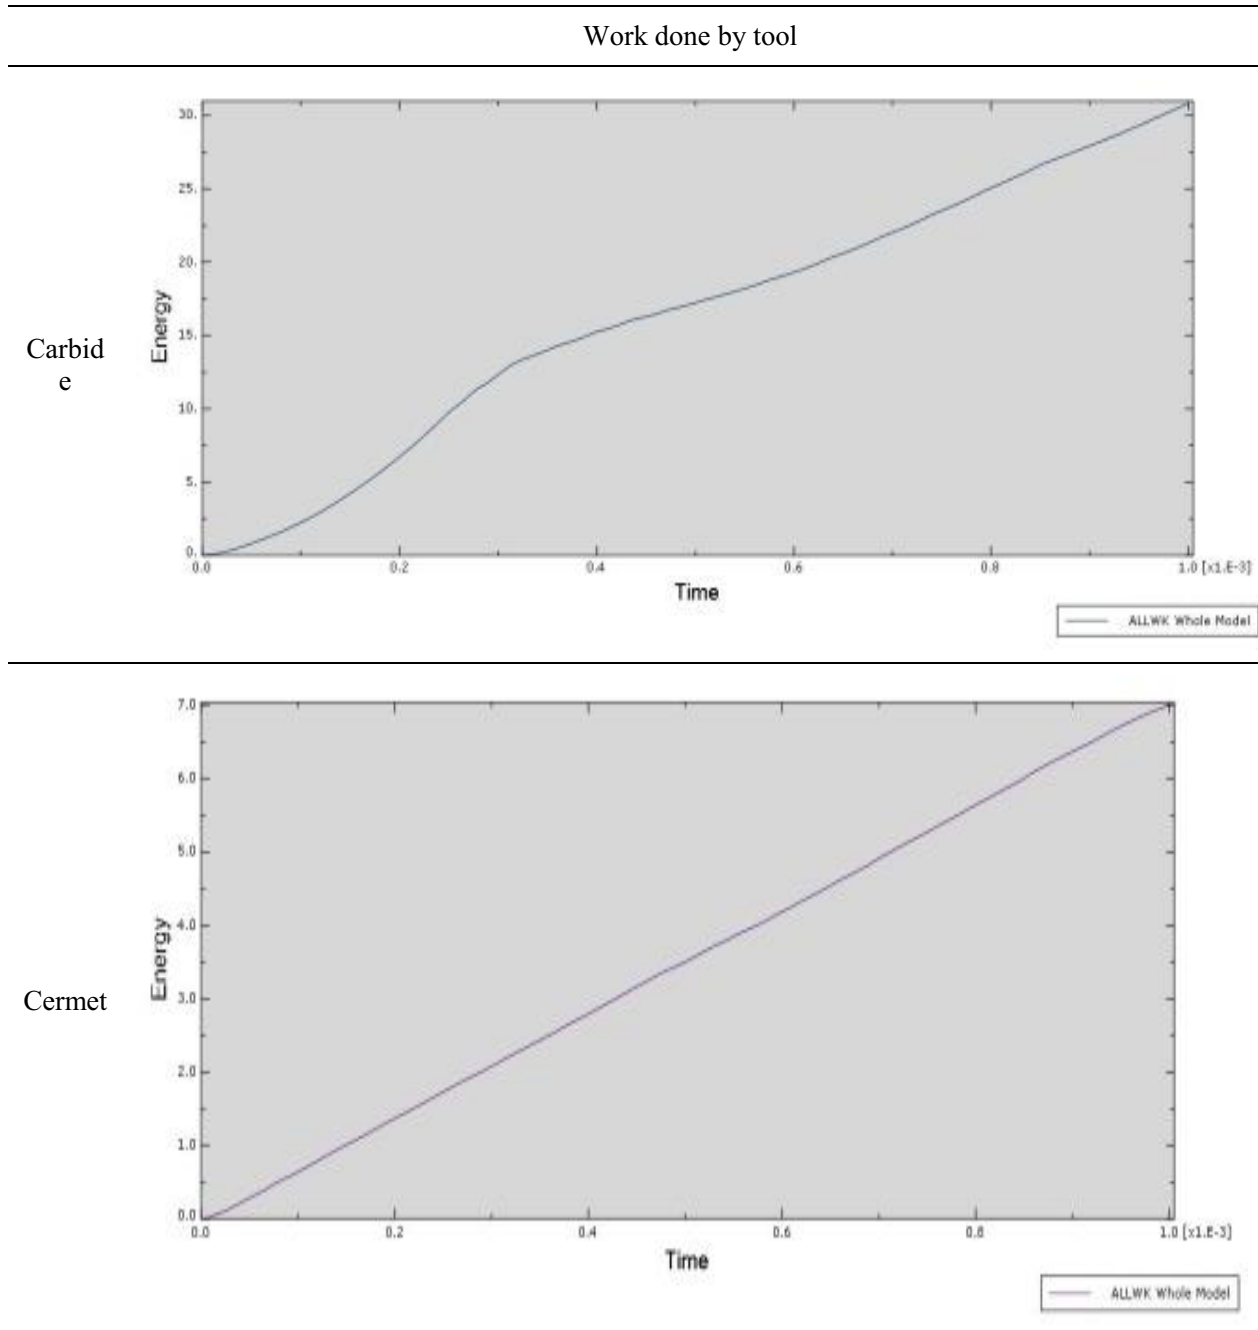 Work done by tool
Carbid
e
Energy
30.
25.
20.
15.
10.
5.
0.
0.0 0.2 0.4 0.6 0.8 1.0 [x1.E-3]
Time
ALLWK Whole Model
Cermet
Energy
7.0
6.0
5.0
4.0
3.0
2.0
1.0
0.0
0.0 0.2 0.4 0.6 0.8 1.0 [x1.E-3]
Time
ALLWK Whole Model